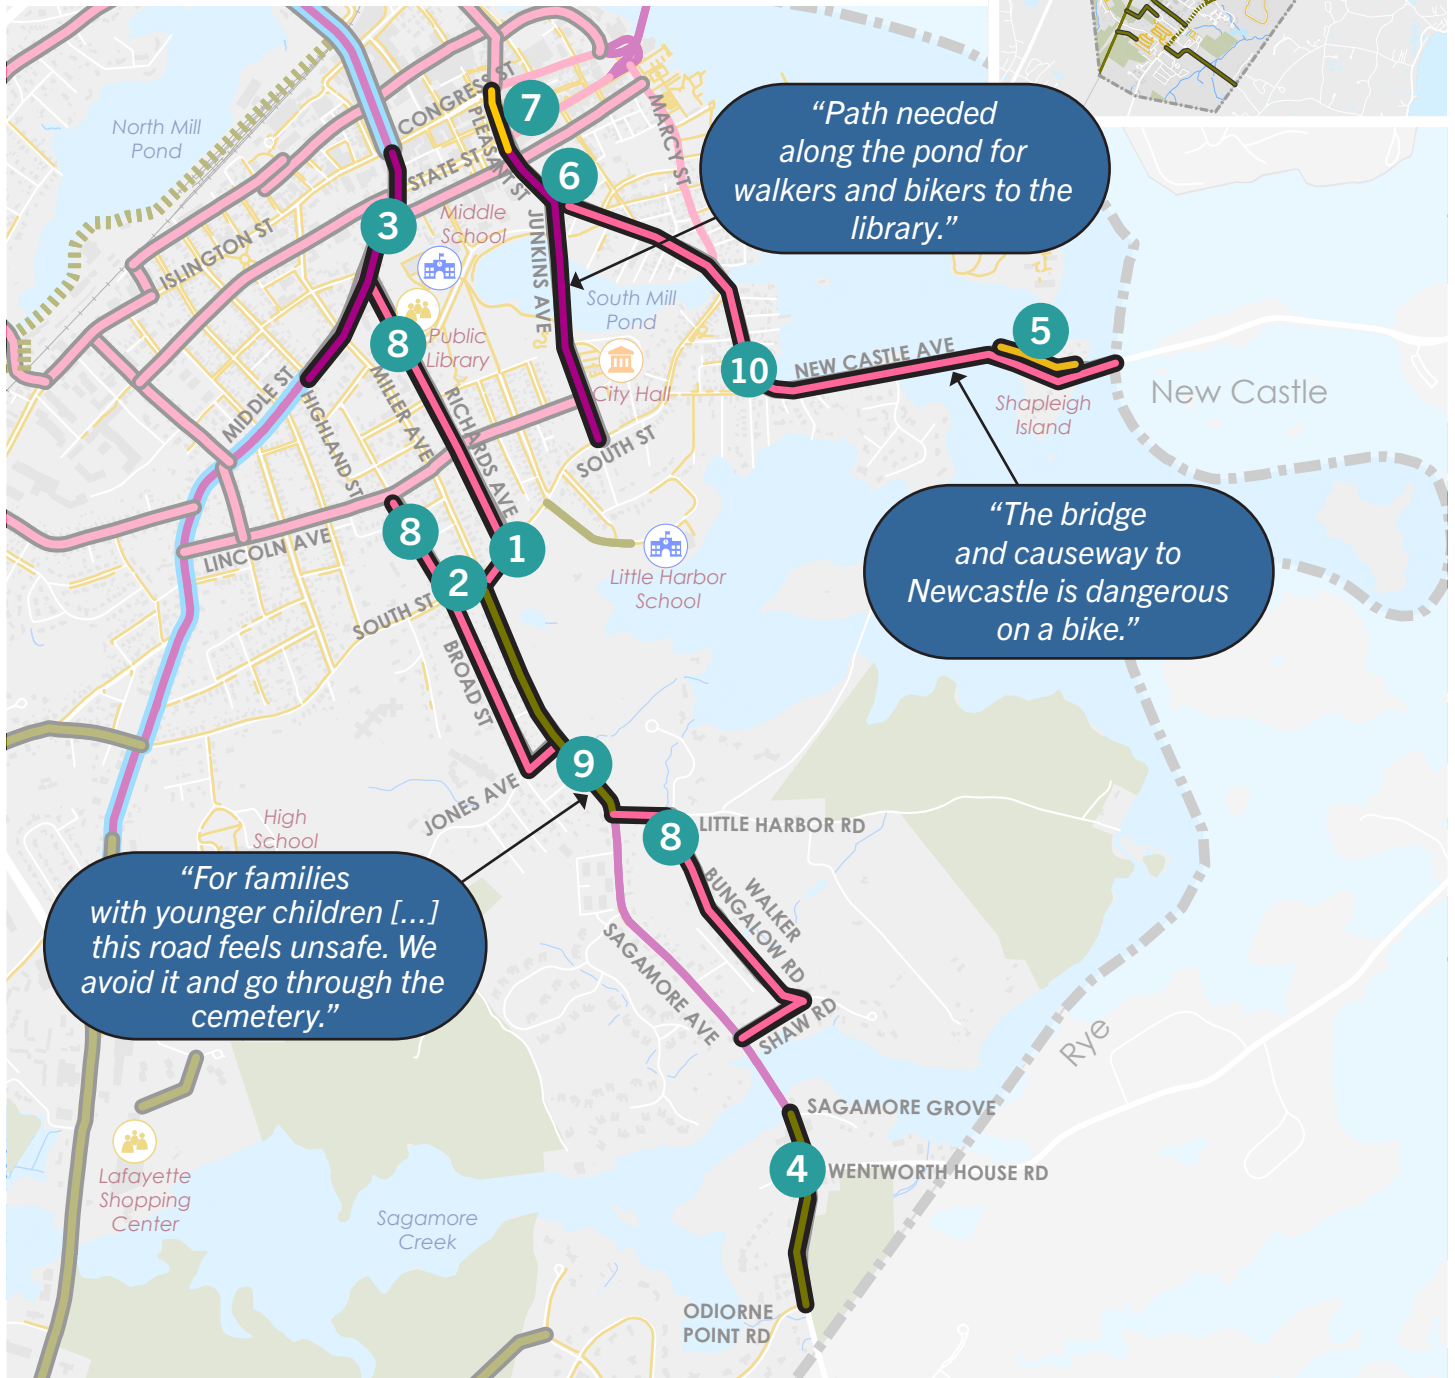 CONGRESS ST
7
PLEASANT ST
MARCY ST
North Mill
Pond
STATE ST
6
“Path needed
along the pond for
walkers and bikers to the
library.”
3
Middle
School
JUNKINS AVE
ISLINGTON ST
South Mill
Pond
5
8
Public
Library
City Hall
10
NEW CASTLE AVE
Shapleigh
Island
New Castle
MIDDLE ST
HIGHLAND ST
MILLER AVE
RICHARDS AVE
SOUTH ST
“The bridge
and causeway to
Newcastle is dangerous
on a bike.”
LINCOLN AVE
8
1
2
Little Harbor
School
SOUTH ST
BROAD ST
9
JONES AVE
High
School
8
LITTLE HARBOR RD
“For families
with younger children [...]
this road feels unsafe. We
avoid it and go through the
cemetery.”
WALKER
BUNGALOW RD
SAGAMORE AVE
SHAW RD
Rye
SAGAMORE GROVE
4
WENTWORTH HOUSE RD
Lafayette
Shopping
Center
Sagamore
Creek
ODIORNE
POINT RD